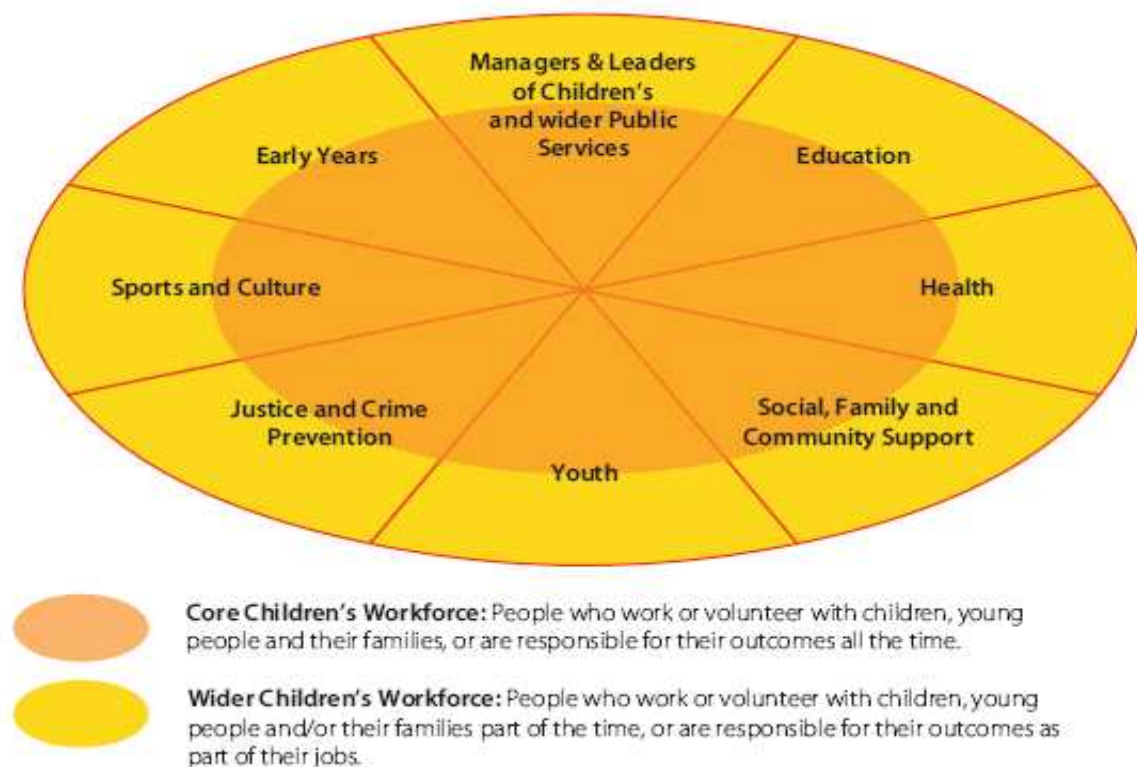 Managers & Leaders
of Children's
and wider Public
Services
Early Years
Education
Sports and Culture
Health
Justice and Crime
Prevention
Social, Family and
Community Support
Youth
Core Children's Workforce: People who work or volunteer with children, young
people and their families, or are responsible for their outcomes all the time.
Wider Children's Workforce: People who work or volunteer with children, young
people and/or their families part of the time, or are responsible for their outcomes as
part of their jobs.